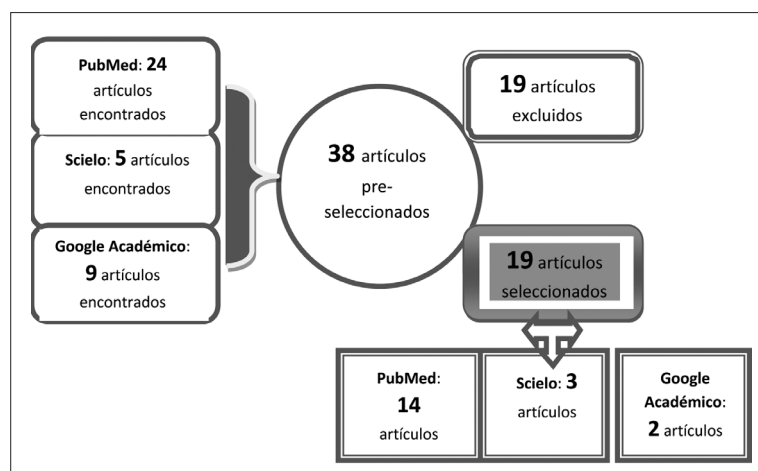 PubMed: 24
artículos
encontrados
Scielo: 5 artículos
encontrados
Google Académico:
9 artículos
encontrados
38 artículos
pre-
seleccionados
19 artículos
excluidos
19 artículos
seleccionados
PubMed:
14
artículos
Scielo: 3
artículos
Google
Académico:
2 artículos